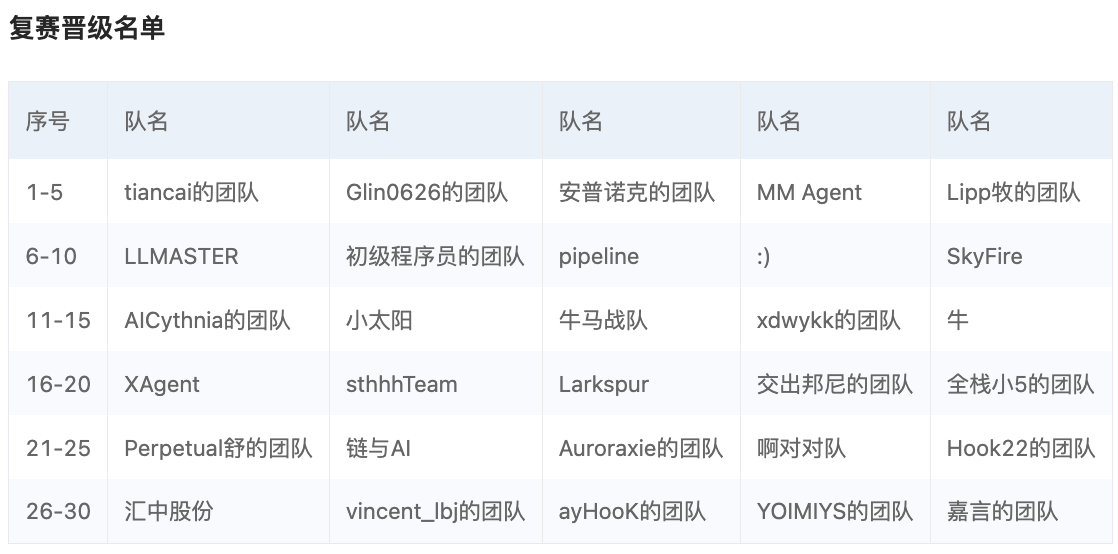 复赛晋级名单
序号 队名 队名 队名 队名 队名
1-5 tiancai的团队 Glin0626的团队 安普诺克的团队 MM Agent Lipp牧的团队
6-10 LLMASTER 初级程序员的团队 pipeline :) SkyFire
11-15 AICythnia的团队 小太阳 牛马战队 xdwykk的团队 牛
16-20 XAgent sthhhTeam Larkspur 交出邦尼的团队 全栈小5的团队
21-25 Perpetual舒的团队 链与AI Auroraxie的团队 啊对对队 Hook22的团队
26-30 汇中股份 vincent_lbj的团队 ayHooK的团队 YOIMIYS的团队 嘉言的团队